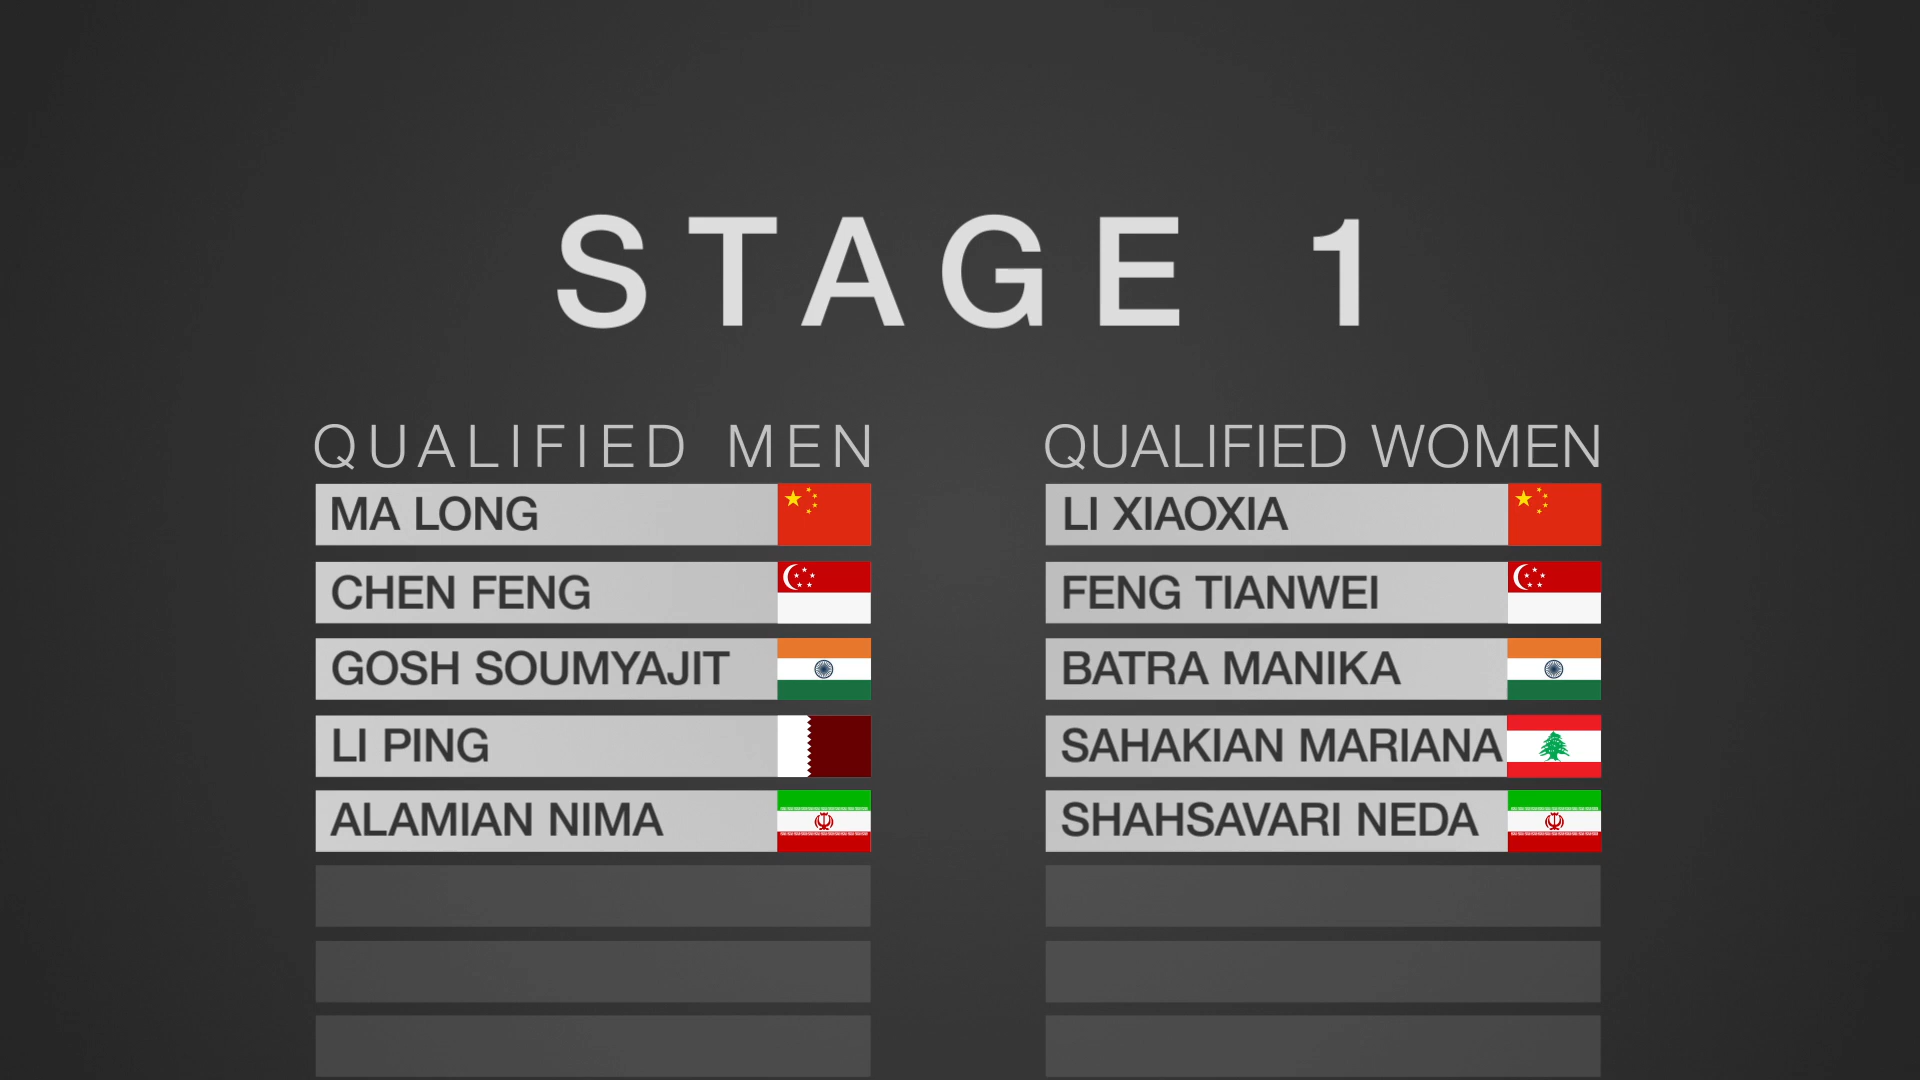 STAGE 1
QUALIFIED MEN
MA LONG
CHEN FENG
GOSH SOUMYAJIT
LI PING
ALAMIAN NIMA
QUALIFIED WOMEN
LI XIAOXIA
FENG TIANWEI
BATRA MANIKA
SAHAKIAN MARIANA
SHAHSAVARI NEDA